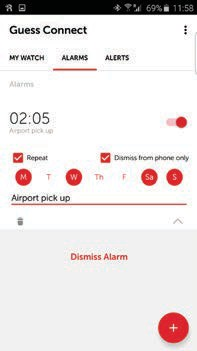 69% 11:58
Guess Connect
MY WATCH ALARMS ALERTS
Alarms
02:05
Airport pick up
Repeat Dismiss from phone only
M T W Th F Sa S
Airport pick up
Dismiss Alarm
+